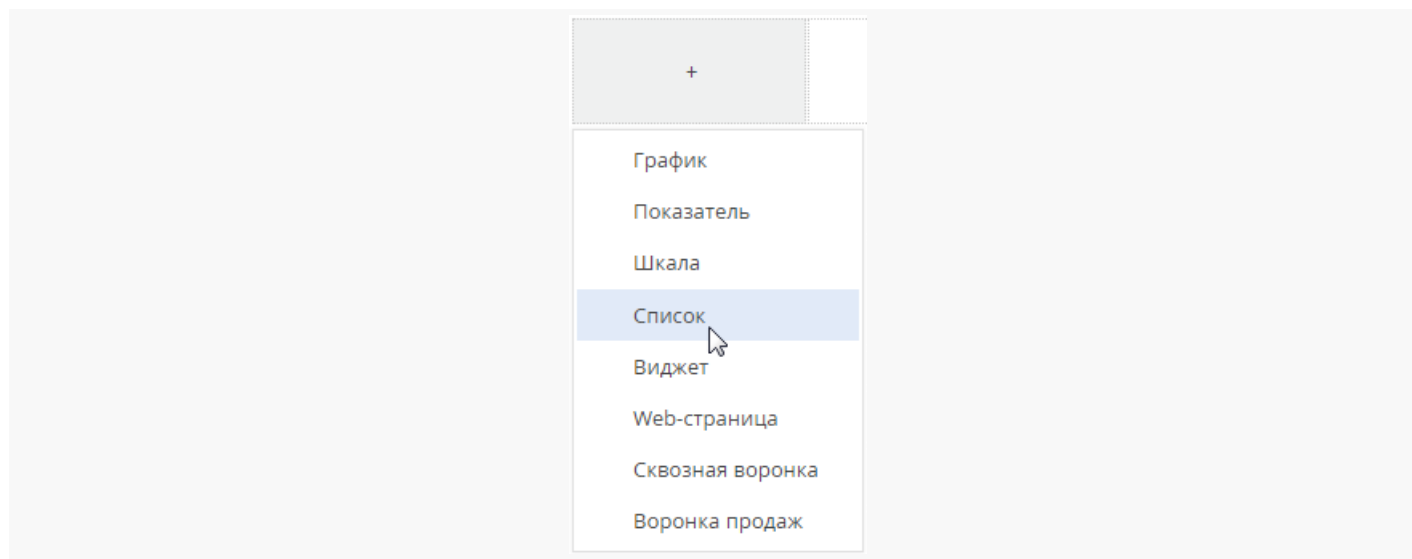 +
График
Показатель
Шкала
Список
Виджет
Web-страница
Сквозная воронка
Воронка продаж